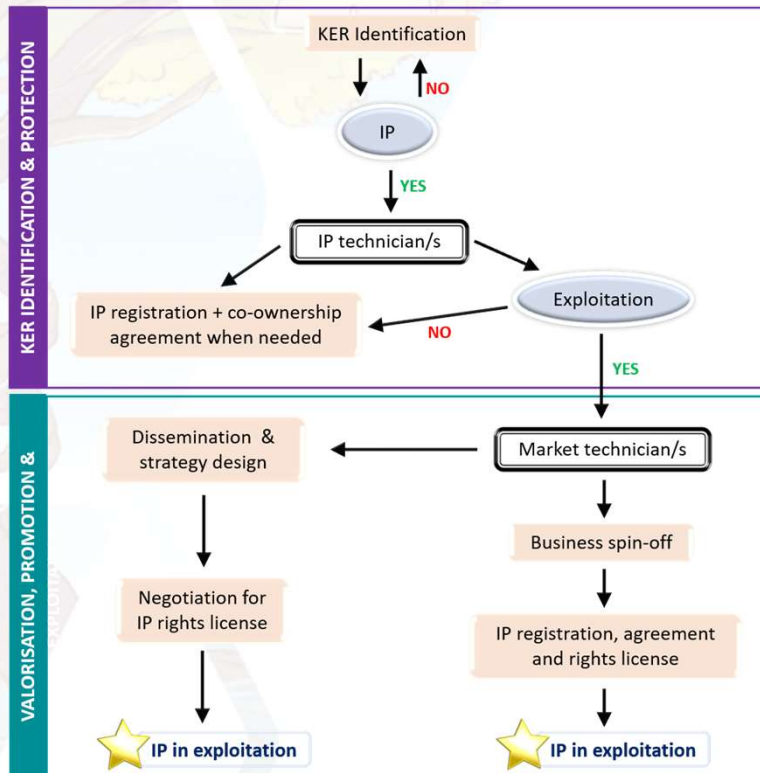 KER IDENTIFICATION & PROTECTION
KER Identification
NO
IP
YES
IP technician/s
IP registration + co-ownership
agreement when needed
Exploitation
NO
YES
VALORISATION, PROMOTION &
Dissemination &
strategy design
Market technician/s
Business spin-off
Negotiation for
IP rights license
IP registration, agreement
and rights license
IP in exploitation
IP in exploitation